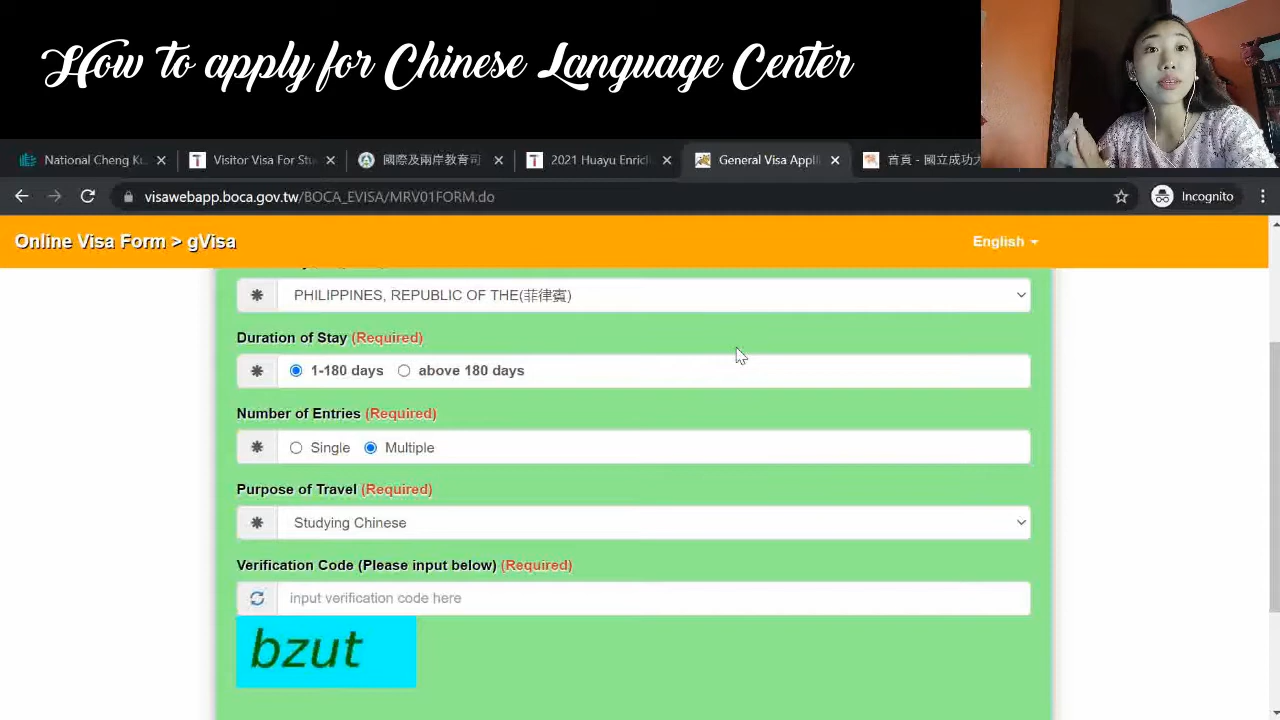 How to apply for Chinese Language Center
National Cheng Ku
Visitor Visa For Stu
國際及兩岸教育司
2021 Huayu Enrich
General Visa Appli
首頁 - 國立成功大
visawebapp.boca.gov.tw/BOCA_EVISA/MRV01FORM.do
Incognito
Online Visa Form > gVisa
English
PHILIPPINES, REPUBLIC OF THE(菲律賓)
Duration of Stay (Required)
1-180 days above 180 days
Number of Entries (Required)
Single Multiple
Purpose of Travel (Required)
Studying Chinese
Verification Code (Please input below) (Required)
input verification code here
bzut